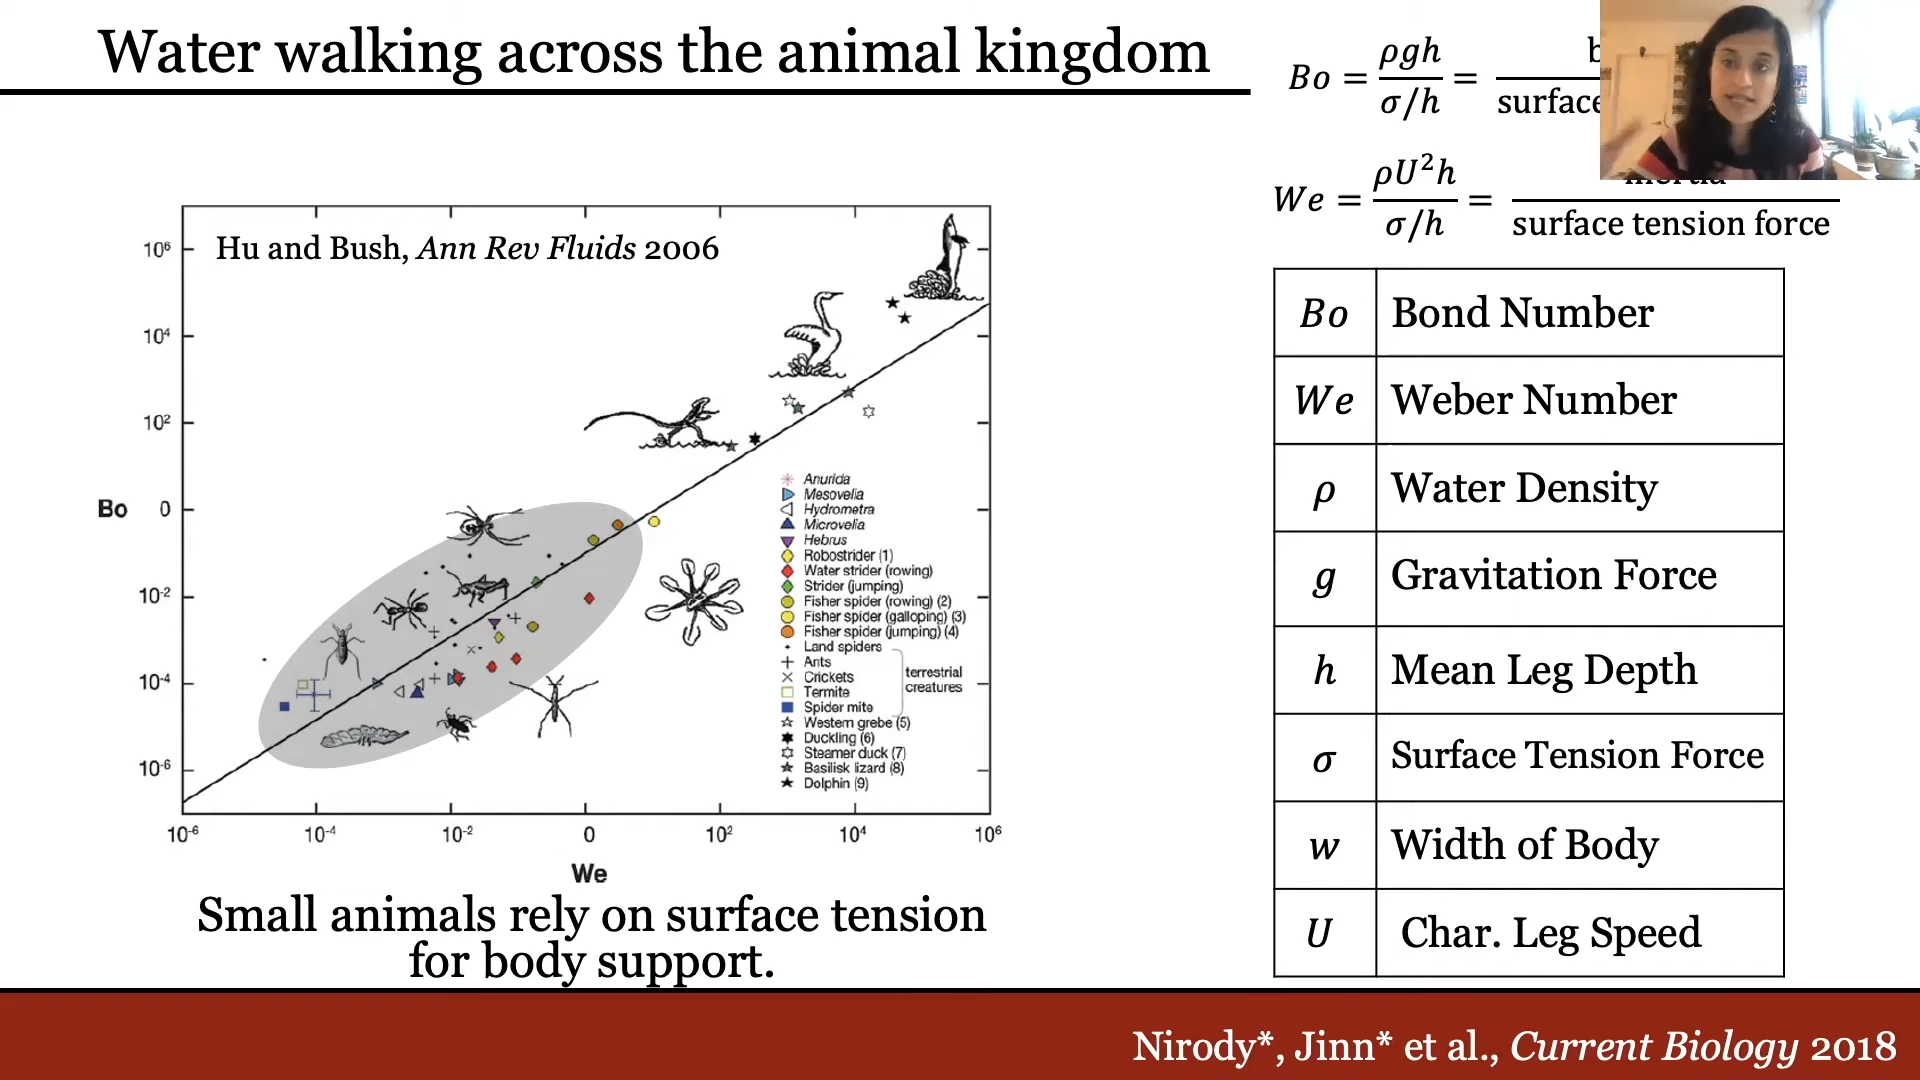 Water walking across the animal kingdom
Bo = ρgh / σ/h =
surface
We = ρU²h / σ/h =
surface tension force
Hu and Bush, Ann Rev Fluids 2006
10⁶
10⁴
10²
Bo 0
10⁻²
10⁻⁴
10⁻⁶
10⁻⁶ 10⁻⁴ 10⁻² 0 10² 10⁴ 10⁶
We
Anurida
Mesovelia
Hydrometra
Microvelia
Hebrus
Robostrider (1)
Water strider (rowing)
Strider (jumping)
Fisher spider (rowing) (2)
Fisher spider (galloping) (3)
Fisher spider (jumping) (4)
Land spiders
Ants
Crickets
Termite
Spider mite
terrestrial
creatures
Western grebe (5)
Duckling (6)
Steamer duck (7)
Basilisk lizard (8)
Dolphin (9)
Small animals rely on surface tension
for body support.
Bo Bond Number
We Weber Number
ρ Water Density
g Gravitation Force
h Mean Leg Depth
σ Surface Tension Force
w Width of Body
U Char. Leg Speed
Nirody*, Jinn* et al., Current Biology 2018